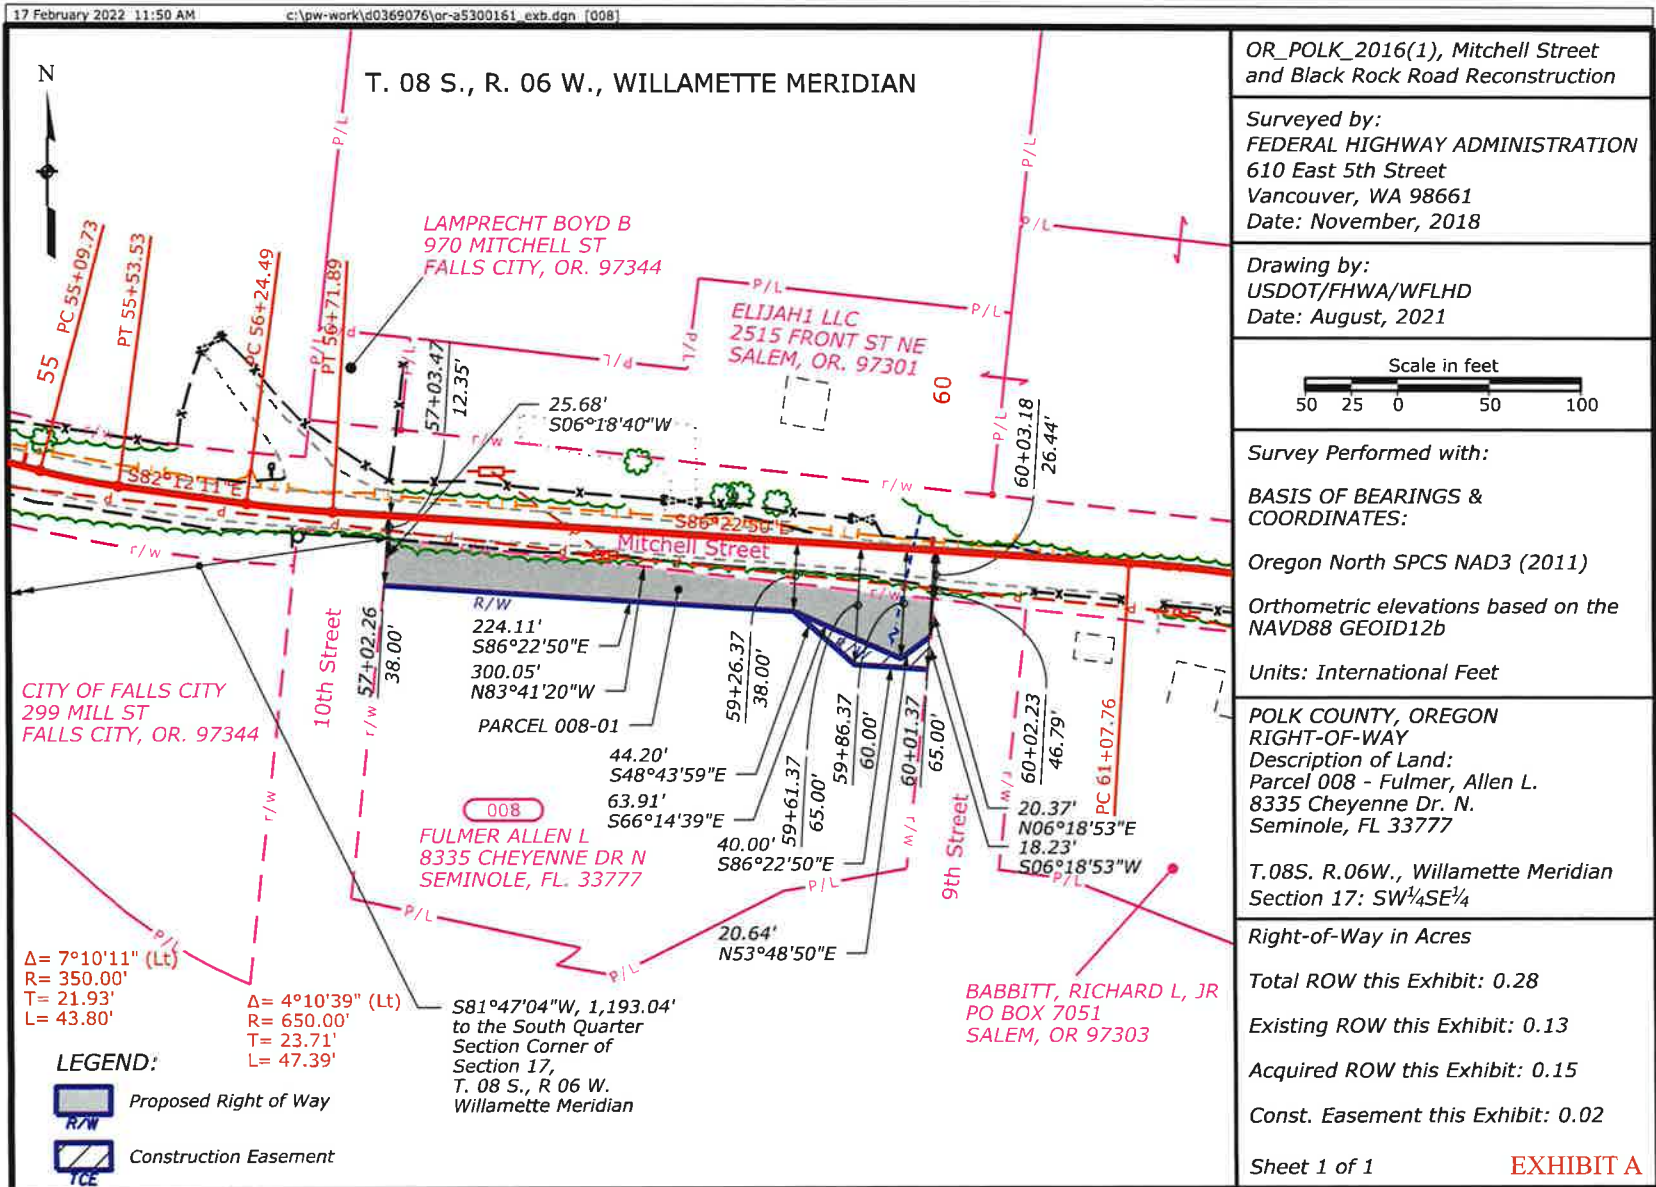 17 February 2022 11:50 AM
c:\pw-work\d0369076\or-a5300161_exb.dgn [008]
T. 08 S., R. 06 W., WILLAMETTE MERIDIAN
N
LAMPRECHT BOYD B
970 MITCHELL ST
FALLS CITY, OR. 97344
ELIJAH1 LLC
2515 FRONT ST NE
SALEM, OR. 97301
PC 55+09.73
55
PT 55+53.53
PC 56+24.49
PT 56+71.89
57+03.47
12.35'
25.68'
S06°18'40"W
60
60+03.18
26.44'
S82°12'11"E
S86°22'50"E
Mitchell Street
P/L
P/L
P/L
P/L
P/L
P/L
P/L
P/L
P/L
r/w
r/w
r/w
r/w
r/w
R/W
224.11'
S86°22'50"E
300.05'
N83°41'20"W
PARCEL 008-01
57+02.26
38.00'
10th Street
r/w
r/w
CITY OF FALLS CITY
299 MILL ST
FALLS CITY, OR. 97344
59+26.37
38.00'
59+61.37
65.00'
59+86.37
60.00'
60+01.37
65.00'
60+02.23
46.79'
PC 61+07.76
44.20'
S48°43'59"E
63.91'
S66°14'39"E
40.00'
S86°22'50"E
20.37'
N06°18'53"E
18.23'
S06°18'53"W
9th Street
r/w
r/w
008
FULMER ALLEN L
8335 CHEYENNE DR N
SEMINOLE, FL. 33777
P/L
P/L
P/L
P/L
P/L
20.64'
N53°48'50"E
BABBITT, RICHARD L, JR
PO BOX 7051
SALEM, OR 97303
Δ= 7°10'11" (Lt)
R= 350.00'
T= 21.93'
L= 43.80'
Δ= 4°10'39" (Lt)
R= 650.00'
T= 23.71'
L= 47.39'
S81°47'04"W, 1,193.04'
to the South Quarter
Section Corner of
Section 17,
T. 08 S., R 06 W.
Willamette Meridian
LEGEND:
R/W
Proposed Right of Way
TCE
Construction Easement
OR_POLK_2016(1), Mitchell Street
and Black Rock Road Reconstruction
Surveyed by:
FEDERAL HIGHWAY ADMINISTRATION
610 East 5th Street
Vancouver, WA 98661
Date: November, 2018
Drawing by:
USDOT/FHWA/WFLHD
Date: August, 2021
Scale in feet
50 25 0 50 100
Survey Performed with:
BASIS OF BEARINGS &
COORDINATES:
Oregon North SPCS NAD3 (2011)
Orthometric elevations based on the
NAVD88 GEOID12b
Units: International Feet
POLK COUNTY, OREGON
RIGHT-OF-WAY
Description of Land:
Parcel 008 - Fulmer, Allen L.
8335 Cheyenne Dr. N.
Seminole, FL 33777
T.08S. R.06W., Willamette Meridian
Section 17: SW¼SE¼
Right-of-Way in Acres
Total ROW this Exhibit: 0.28
Existing ROW this Exhibit: 0.13
Acquired ROW this Exhibit: 0.15
Const. Easement this Exhibit: 0.02
Sheet 1 of 1
EXHIBIT A